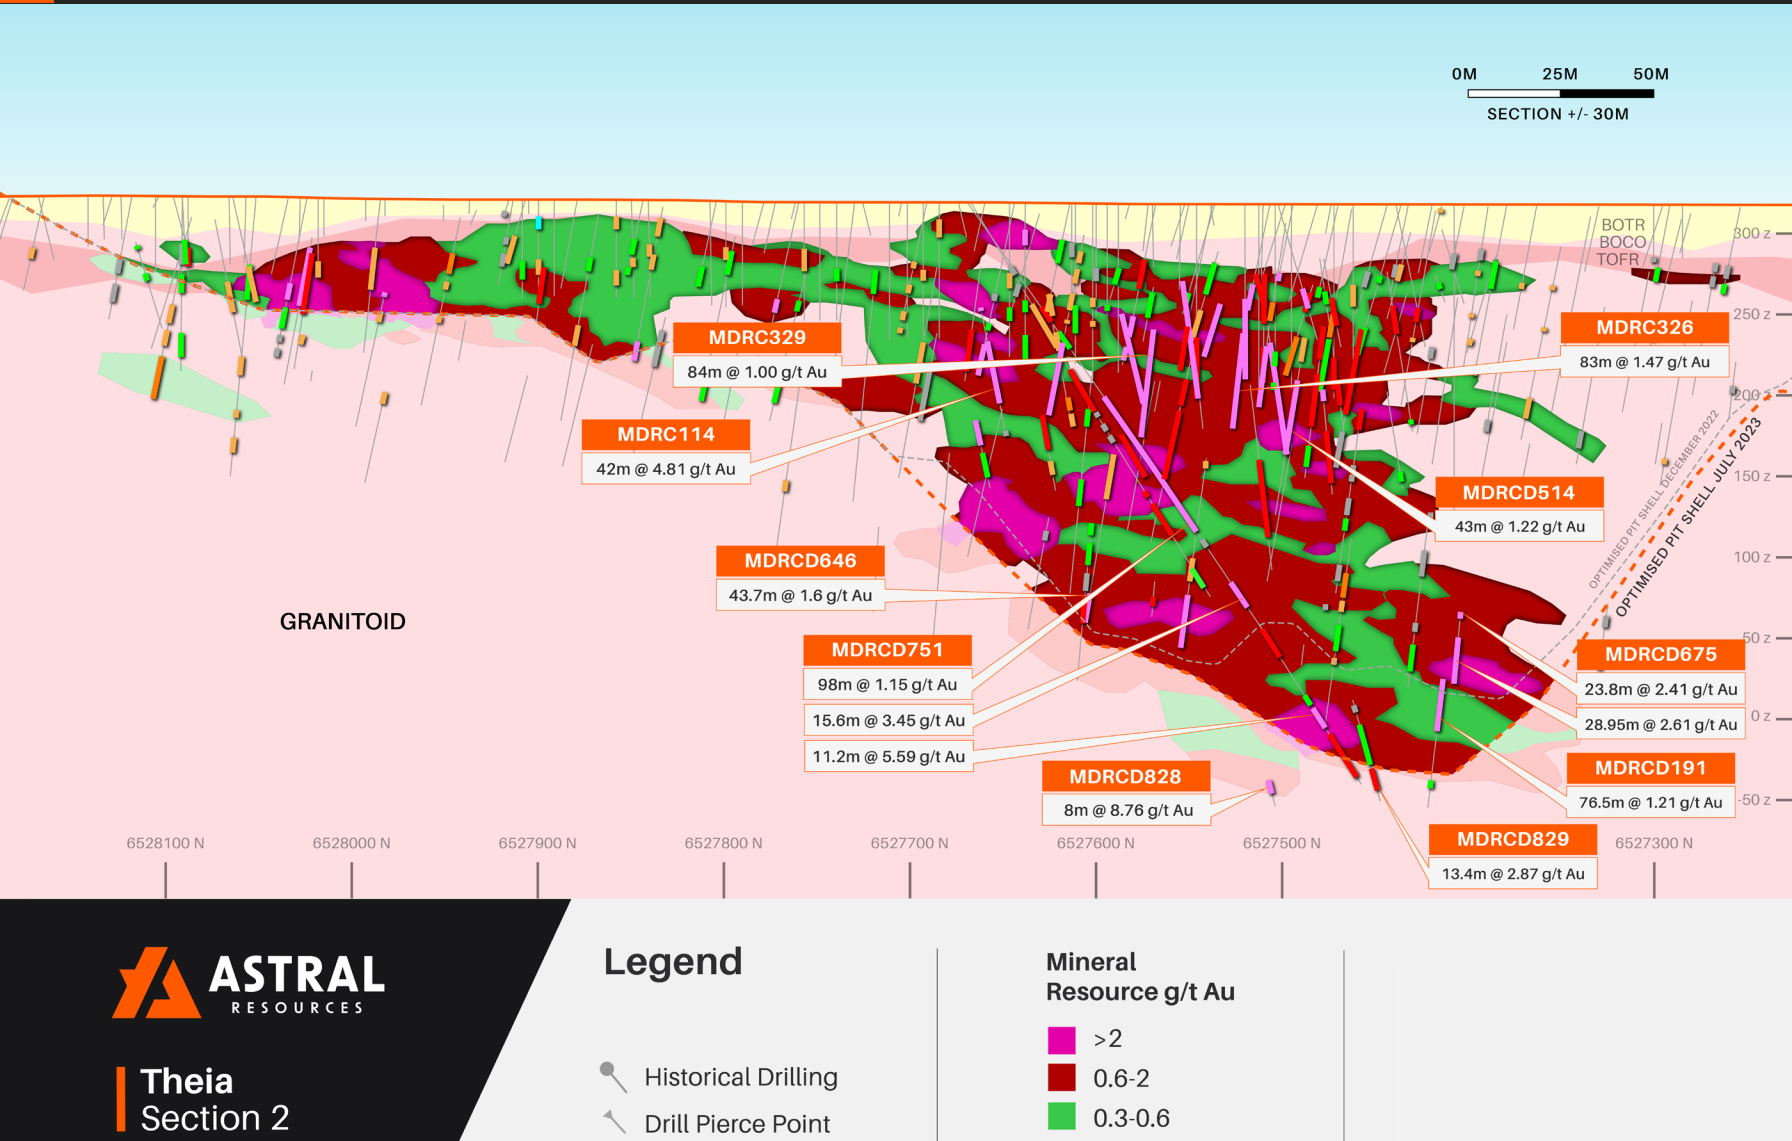 0M 25M 50M
SECTION +/- 30M
BOTR
BOCO
TOFR
300 z
250 z
200 z
150 z
100 z
50 z
0 z
-50 z
MDRC329
84m @ 1.00 g/t Au
MDRC326
83m @ 1.47 g/t Au
MDRC114
42m @ 4.81 g/t Au
MDRCD514
43m @ 1.22 g/t Au
OPTIMISED PIT SHELL DECEMBER 2022
OPTIMISED PIT SHELL JULY 2023
MDRCD646
43.7m @ 1.6 g/t Au
GRANITOID
MDRCD751
98m @ 1.15 g/t Au
15.6m @ 3.45 g/t Au
11.2m @ 5.59 g/t Au
MDRCD675
23.8m @ 2.41 g/t Au
28.95m @ 2.61 g/t Au
MDRCD828
8m @ 8.76 g/t Au
MDRCD191
76.5m @ 1.21 g/t Au
MDRCD829
13.4m @ 2.87 g/t Au
6528100 N 6528000 N 6527900 N 6527800 N 6527700 N 6527600 N 6527500 N 6527300 N
ASTRAL
RESOURCES
Theia
Section 2
Legend
Historical Drilling
Drill Pierce Point
Mineral
Resource g/t Au
>2
0.6-2
0.3-0.6